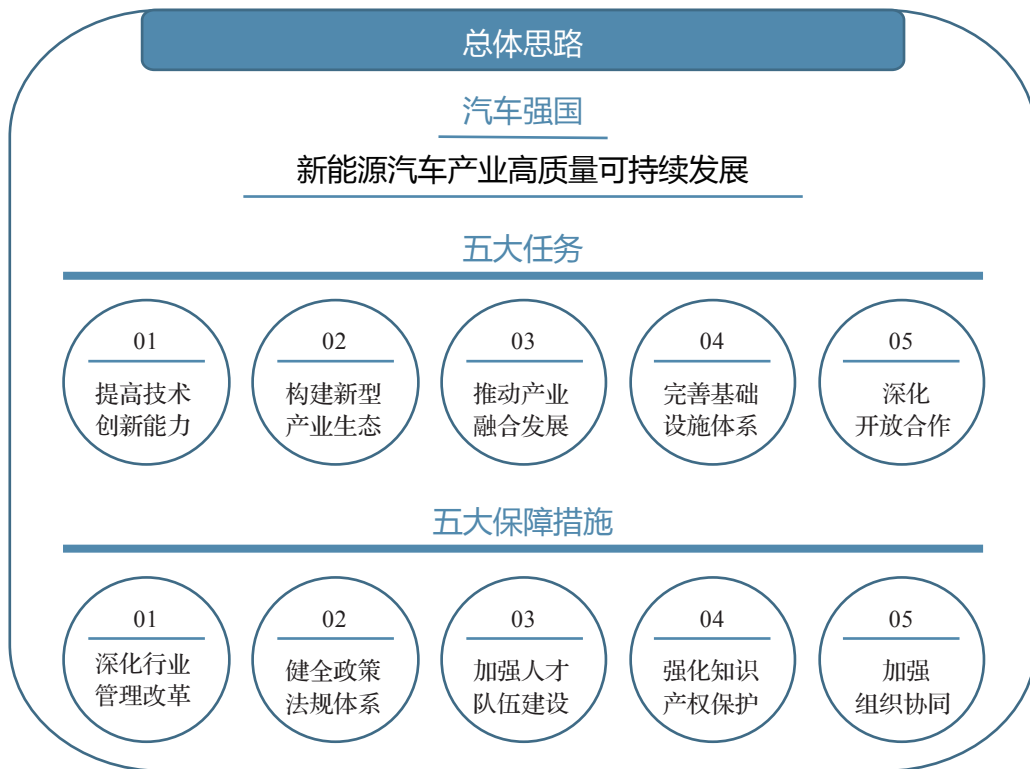 总体思路
汽车强国
新能源汽车产业高质量可持续发展
五大任务
01
提高技术
创新能力
02
构建新型
产业生态
03
推动产业
融合发展
04
完善基础
设施体系
05
深化
开放合作
五大保障措施
01
深化行业
管理改革
02
健全政策
法规体系
03
加强人才
队伍建设
04
强化知识
产权保护
05
加强
组织协同